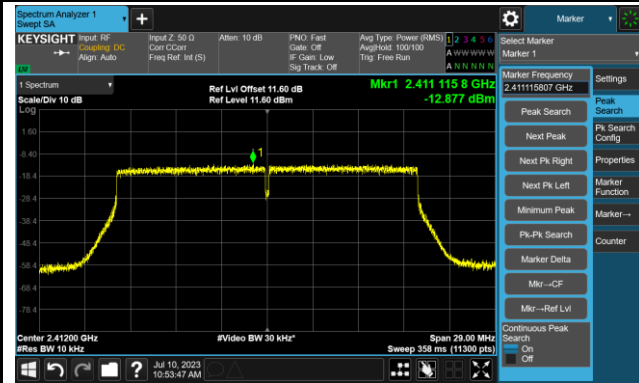 Spectrum Analyzer 1
Swept SA
Marker
KEYSIGHT
Input: RF
Coupling: DC
Align: Auto
Input Z: 50 Ω
Corr CCorr
Freq Ref: Int (S)
Atten: 10 dB
PNO: Fast
Gate: Off
IF Gain: Low
Sig Track: Off
Avg Type: Power (RMS)
Avg|Hold: 100/100
Trig: Free Run
1 2 3 4 5 6
A W W W W W
A N N N N N
Select Marker
Marker 1
1 Spectrum
Scale/Div 10 dB
Log
Ref Lvl Offset 11.60 dB
Ref Level 11.60 dBm
Mkr1 2.411 115 8 GHz
-12.877 dBm
1.60
-8.40
-18.4
-28.4
-38.4
-48.4
-58.4
-68.4
-78.4
1
Center 2.41200 GHz
#Res BW 10 kHz
#Video BW 30 kHz*
Span 29.00 MHz
Sweep 358 ms (11300 pts)
Marker Frequency
2.411115807 GHz
Peak Search
Next Peak
Next Pk Right
Next Pk Left
Minimum Peak
Pk-Pk Search
Marker Delta
Mkr→CF
Mkr→Ref Lvl
Continuous Peak
Search
On
Off
Settings
Peak
Search
Pk Search
Config
Properties
Marker
Function
Marker→
Counter
Jul 10, 2023
10:53:47 AM